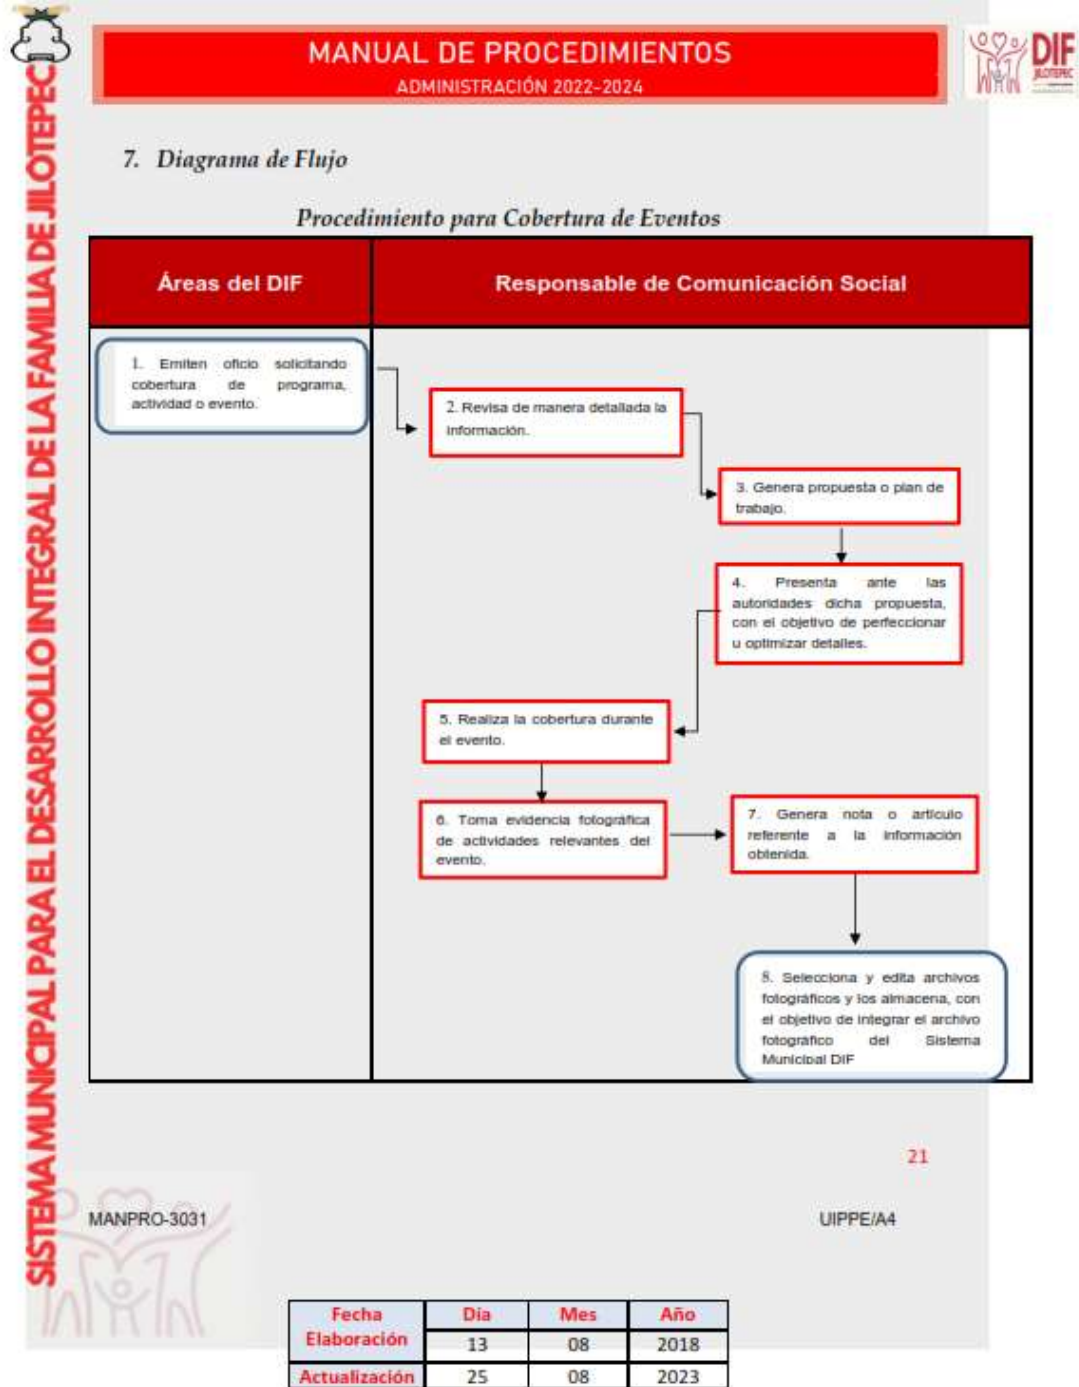 MANUAL DE PROCEDIMIENTOS
ADMINISTRACIÓN 2022-2024
DIF
JILOTEPEC
SISTEMA MUNICIPAL PARA EL DESARROLLO INTEGRAL DE LA FAMILIA DE JILOTEPEC
7. Diagrama de Flujo
Procedimiento para Cobertura de Eventos
Áreas del DIF
Responsable de Comunicación Social
1. Emiten oficio solicitando
cobertura de programa,
actividad o evento.
2. Revisa de manera detallada la
información.
3. Genera propuesta o plan de
trabajo.
4. Presenta ante las
autoridades dicha propuesta,
con el objetivo de perfeccionar
u optimizar detalles.
5. Realiza la cobertura durante
el evento.
6. Toma evidencia fotográfica
de actividades relevantes del
evento.
7. Genera nota o artículo
referente a la información
obtenida.
8. Selecciona y edita archivos
fotográficos y los almacena, con
el objetivo de integrar el archivo
fotográfico del Sistema
Municipal DIF
21
MANPRO-3031
UIPPE/A4
Fecha Día Mes Año
Elaboración 13 08 2018
Actualización 25 08 2023